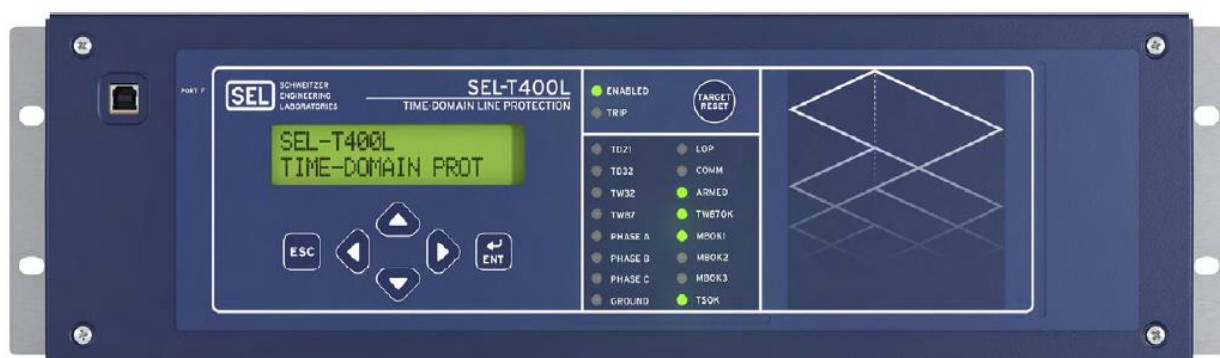 PORT F
SEL
SCHWEITZER
ENGINEERING
LABORATORIES
SEL-T400L
TIME-DOMAIN LINE PROTECTION
SEL-T400L
TIME-DOMAIN PROT
ESC
ENT
ENABLED
TRIP
TARGET
RESET
TD21
TD32
TW32
TW87
PHASE A
PHASE B
PHASE C
GROUND
LOP
COMM
ARMED
TW87OK
MBOK1
MBOK2
MBOK3
TSOK